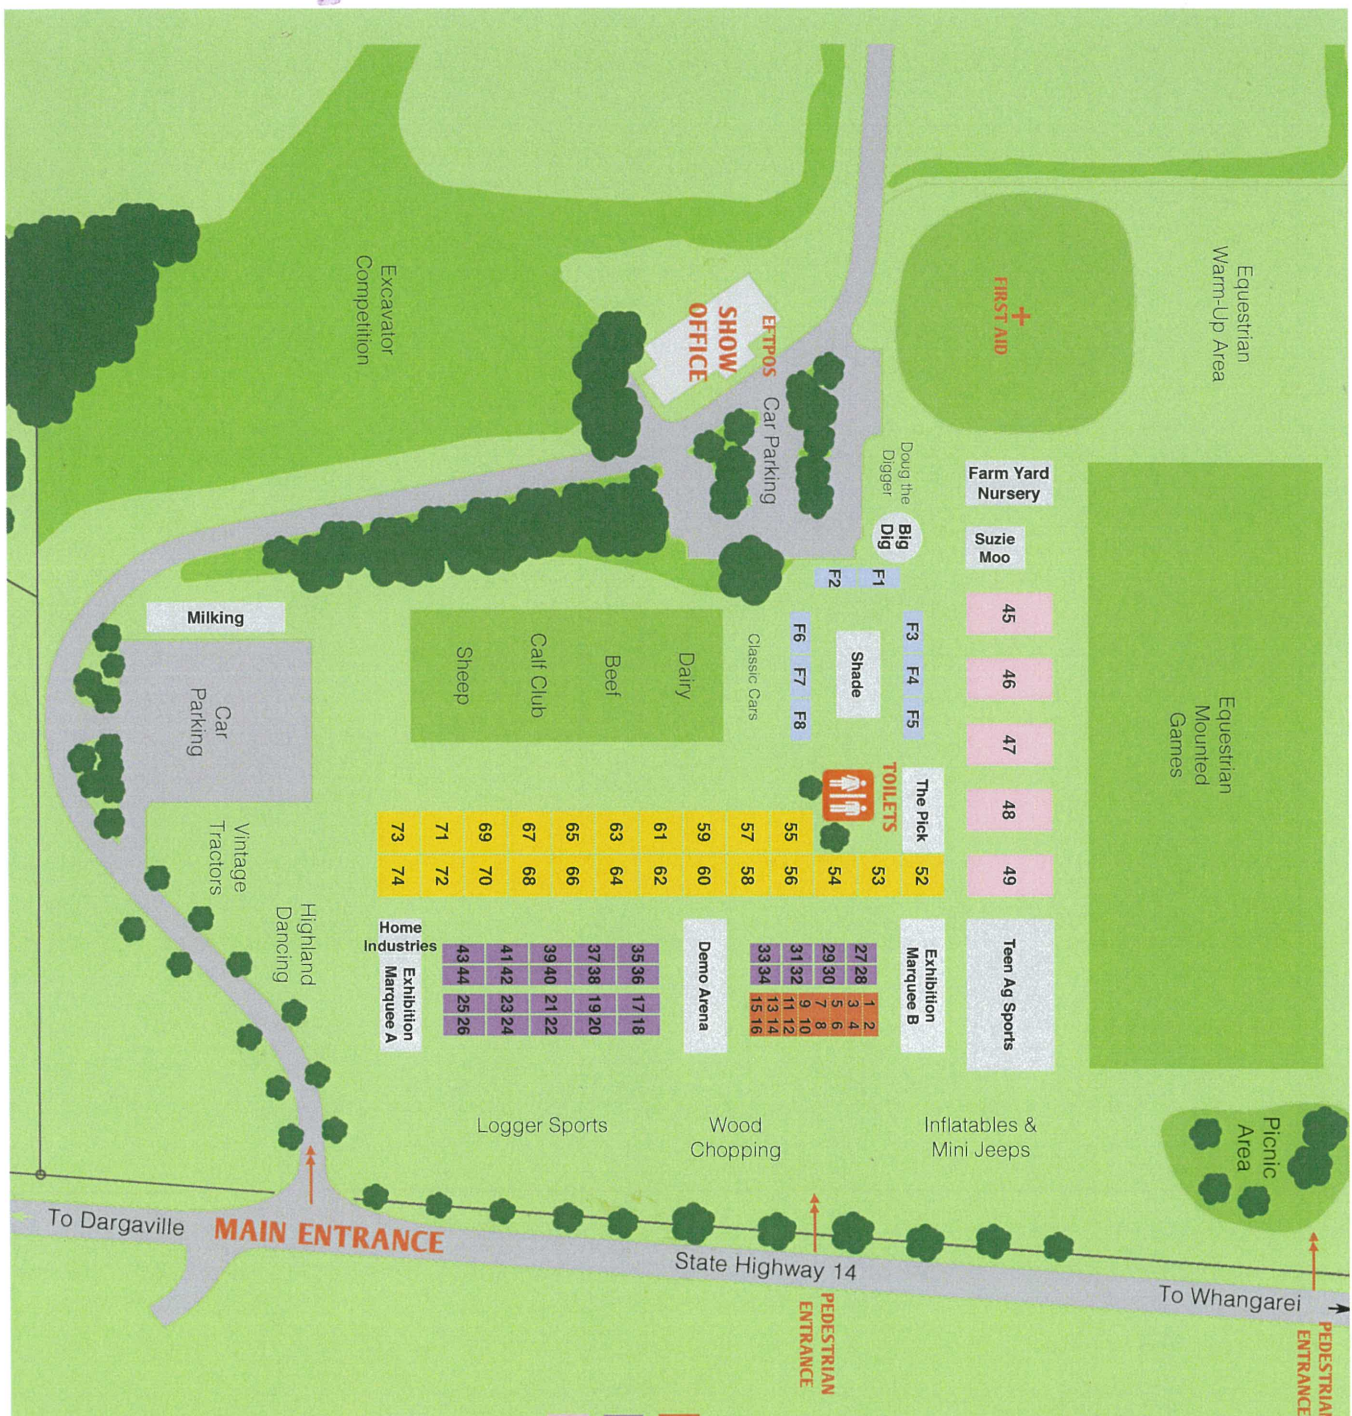 Equestrian
Warm-Up Area
FIRST AID
Excavator
Competition
EFTPOS
SHOW
OFFICE
Car Parking
Doug the
Digger
Big
Dig
Farm Yard
Nursery
Suzie
Moo
F1
F2
F3
F4
F5
F6
F7
F8
Shade
45
46
47
48
49
Equestrian
Mounted
Games
Milking
Car
Parking
Sheep
Calf Club
Beef
Dairy
Classic Cars
TOILETS
The Pick
73
71
69
67
65
63
61
59
57
55
74
72
70
68
66
64
62
60
58
56
54
53
52
Vintage
Tractors
Highland
Dancing
Home
Industries
Exhibition
Marquee A
43 44
41 42
39 40
37 38
35 36
25 26
23 24
21 22
19 20
17 18
Demo Arena
33 34
31 32
29 30
27 28
15 16
13 14
11 12
9 10
7 8
5 6
3 4
1 2
Exhibition
Marquee B
Teen Ag Sports
Logger Sports
Wood
Chopping
Inflatables &
Mini Jeeps
Picnic
Area
To Dargaville
MAIN ENTRANCE
State Highway 14
To Whangarei
PEDESTRIAN
ENTRANCE
PEDESTRIAN
ENTRANCE